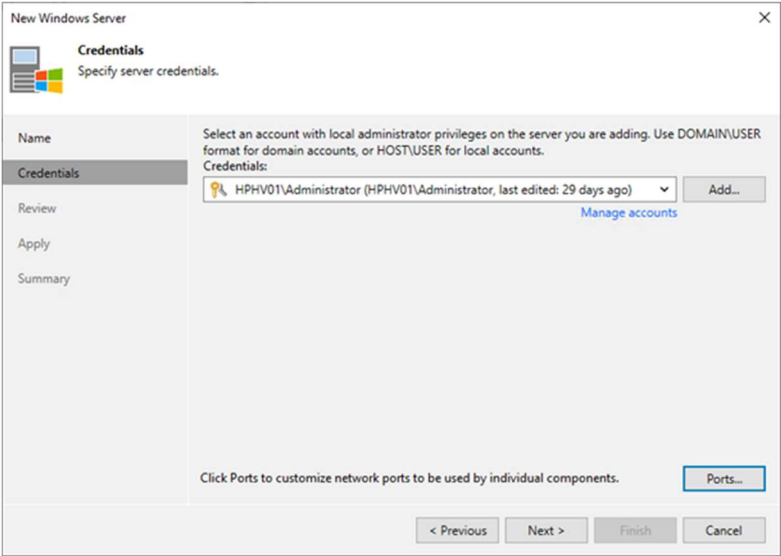 New Windows Server
Credentials
Specify server credentials.
Name
Credentials
Review
Apply
Summary
Select an account with local administrator privileges on the server you are adding. Use DOMAIN\USER
format for domain accounts, or HOST\USER for local accounts.
Credentials:
HPHV01\Administrator (HPHV01\Administrator, last edited: 29 days ago)
Add...
Manage accounts
Click Ports to customize network ports to be used by individual components.
Ports...
< Previous
Next >
Finish
Cancel